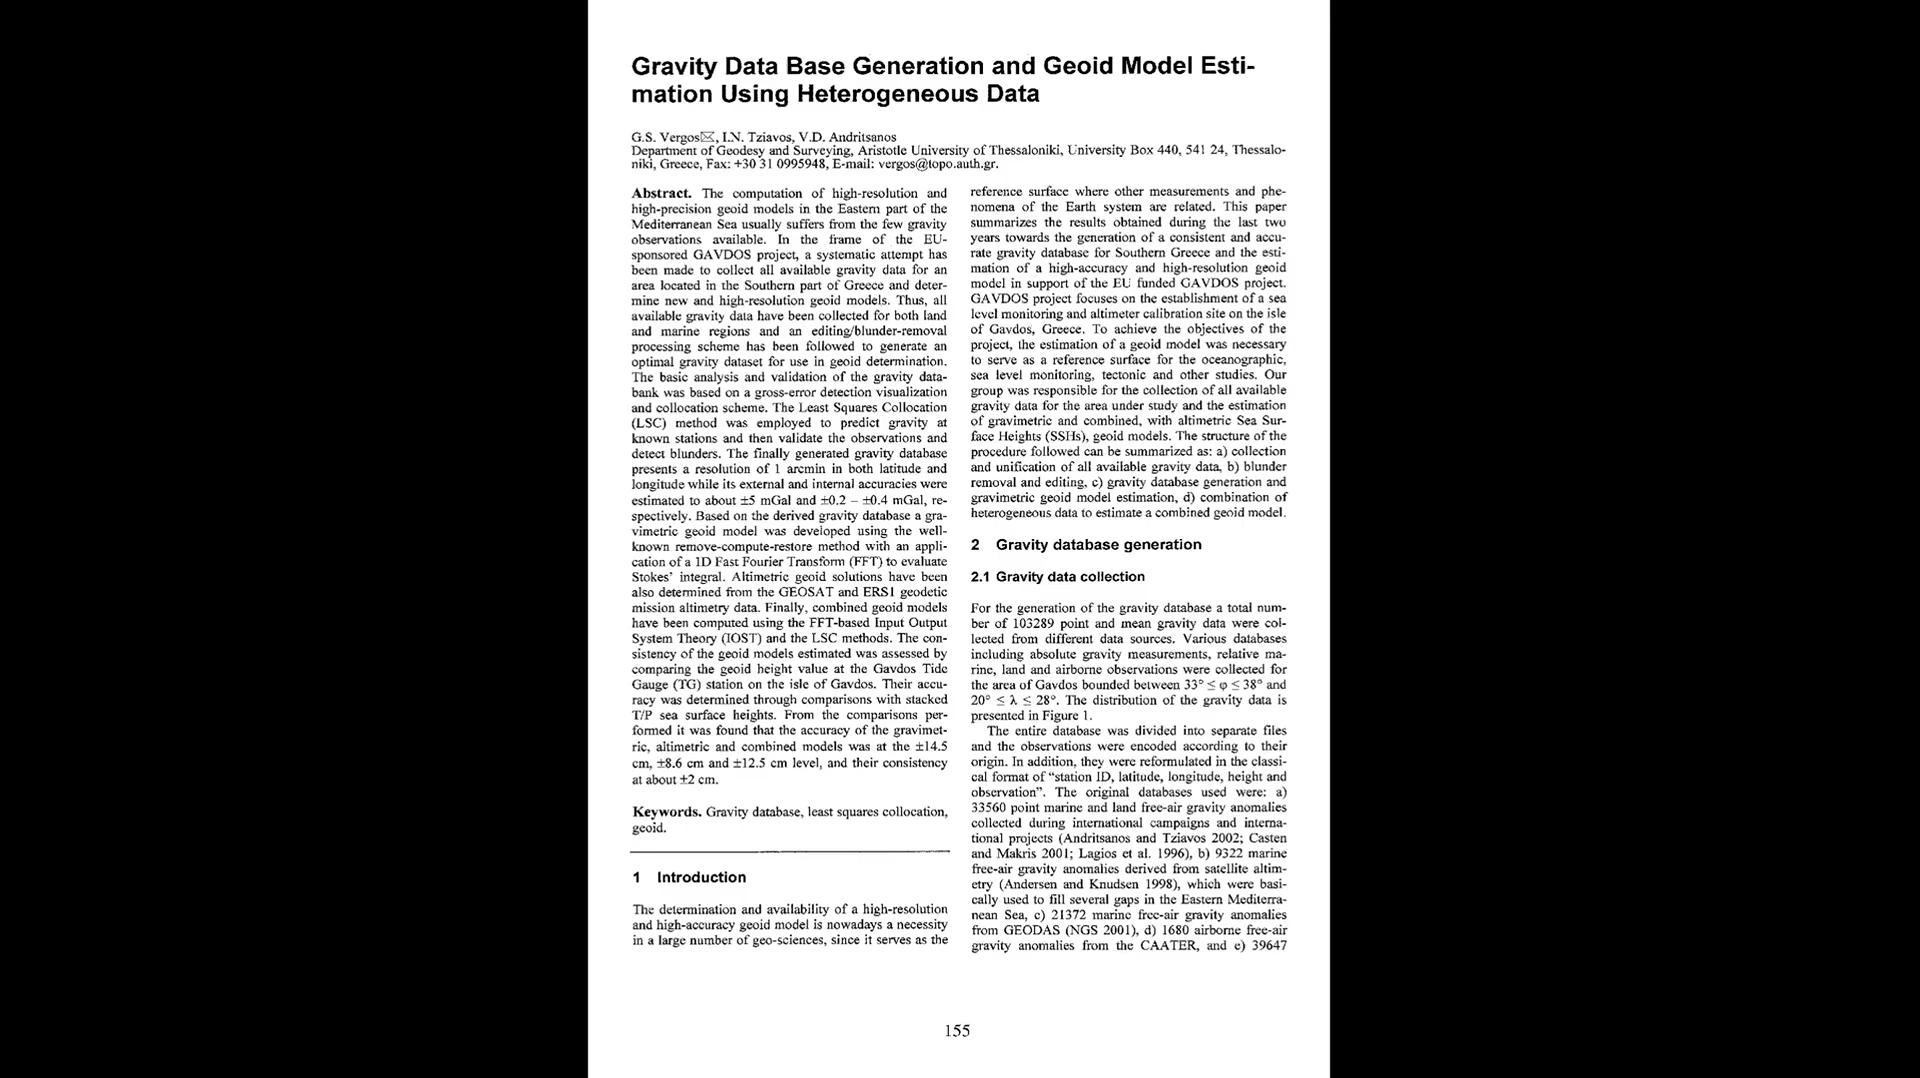 Gravity Data Base Generation and Geoid Model Esti-
mation Using Heterogeneous Data
G.S. Vergos✉, I.N. Tziavos, V.D. Andritsanos
Department of Geodesy and Surveying, Aristotle University of Thessaloniki, University Box 440, 541 24, Thessalo-
niki, Greece, Fax: +30 31 0995948, E-mail: vergos@topo.auth.gr.
Abstract. The computation of high-resolution and
high-precision geoid models in the Eastern part of the
Mediterranean Sea usually suffers from the few gravity
observations available. In the frame of the EU-
sponsored GAVDOS project, a systematic attempt has
been made to collect all available gravity data for an
area located in the Southern part of Greece and deter-
mine new and high-resolution geoid models. Thus, all
available gravity data have been collected for both land
and marine regions and an editing/blunder-removal
processing scheme has been followed to generate an
optimal gravity dataset for use in geoid determination.
The basic analysis and validation of the gravity data-
bank was based on a gross-error detection visualization
and collocation scheme. The Least Squares Collocation
(LSC) method was employed to predict gravity at
known stations and then validate the observations and
detect blunders. The finally generated gravity database
presents a resolution of 1 arcmin in both latitude and
longitude while its external and internal accuracies were
estimated to about ±5 mGal and ±0.2 – ±0.4 mGal, re-
spectively. Based on the derived gravity database a gra-
vimetric geoid model was developed using the well-
known remove-compute-restore method with an appli-
cation of a 1D Fast Fourier Transform (FFT) to evaluate
Stokes’ integral. Altimetric geoid solutions have been
also determined from the GEOSAT and ERS1 geodetic
mission altimetry data. Finally, combined geoid models
have been computed using the FFT-based Input Output
System Theory (IOST) and the LSC methods. The con-
sistency of the geoid models estimated was assessed by
comparing the geoid height value at the Gavdos Tide
Gauge (TG) station on the isle of Gavdos. Their accu-
racy was determined through comparisons with stacked
T/P sea surface heights. From the comparisons per-
formed it was found that the accuracy of the gravimet-
ric, altimetric and combined models was at the ±14.5
cm, ±8.6 cm and ±12.5 cm level, and their consistency
at about ±2 cm.
Keywords. Gravity database, least squares collocation,
geoid.
1 Introduction
The determination and availability of a high-resolution
and high-accuracy geoid model is nowadays a necessity
in a large number of geo-sciences, since it serves as the
reference surface where other measurements and phe-
nomena of the Earth system are related. This paper
summarizes the results obtained during the last two
years towards the generation of a consistent and accu-
rate gravity database for Southern Greece and the esti-
mation of a high-accuracy and high-resolution geoid
model in support of the EU funded GAVDOS project.
GAVDOS project focuses on the establishment of a sea
level monitoring and altimeter calibration site on the isle
of Gavdos, Greece. To achieve the objectives of the
project, the estimation of a geoid model was necessary
to serve as a reference surface for the oceanographic,
sea level monitoring, tectonic and other studies. Our
group was responsible for the collection of all available
gravity data for the area under study and the estimation
of gravimetric and combined, with altimetric Sea Sur-
face Heights (SSHs), geoid models. The structure of the
procedure followed can be summarized as: a) collection
and unification of all available gravity data, b) blunder
removal and editing, c) gravity database generation and
gravimetric geoid model estimation, d) combination of
heterogeneous data to estimate a combined geoid model.
2 Gravity database generation
2.1 Gravity data collection
For the generation of the gravity database a total num-
ber of 103289 point and mean gravity data were col-
lected from different data sources. Various databases
including absolute gravity measurements, relative ma-
rine, land and airborne observations were collected for
the area of Gavdos bounded between 33° ≤ φ ≤ 38° and
20° ≤ λ ≤ 28°. The distribution of the gravity data is
presented in Figure 1.
The entire database was divided into separate files
and the observations were encoded according to their
origin. In addition, they were reformulated in the classi-
cal format of “station ID, latitude, longitude, height and
observation”. The original databases used were: a)
33560 point marine and land free-air gravity anomalies
collected during international campaigns and interna-
tional projects (Andritsanos and Tziavos 2002; Casten
and Makris 2001; Lagios et al. 1996), b) 9322 marine
free-air gravity anomalies derived from satellite altim-
etry (Andersen and Knudsen 1998), which were basi-
cally used to fill several gaps in the Eastern Mediterra-
nean Sea, c) 21372 marine free-air gravity anomalies
from GEODAS (NGS 2001), d) 1680 airborne free-air
gravity anomalies from the CAATER, and e) 39647
155